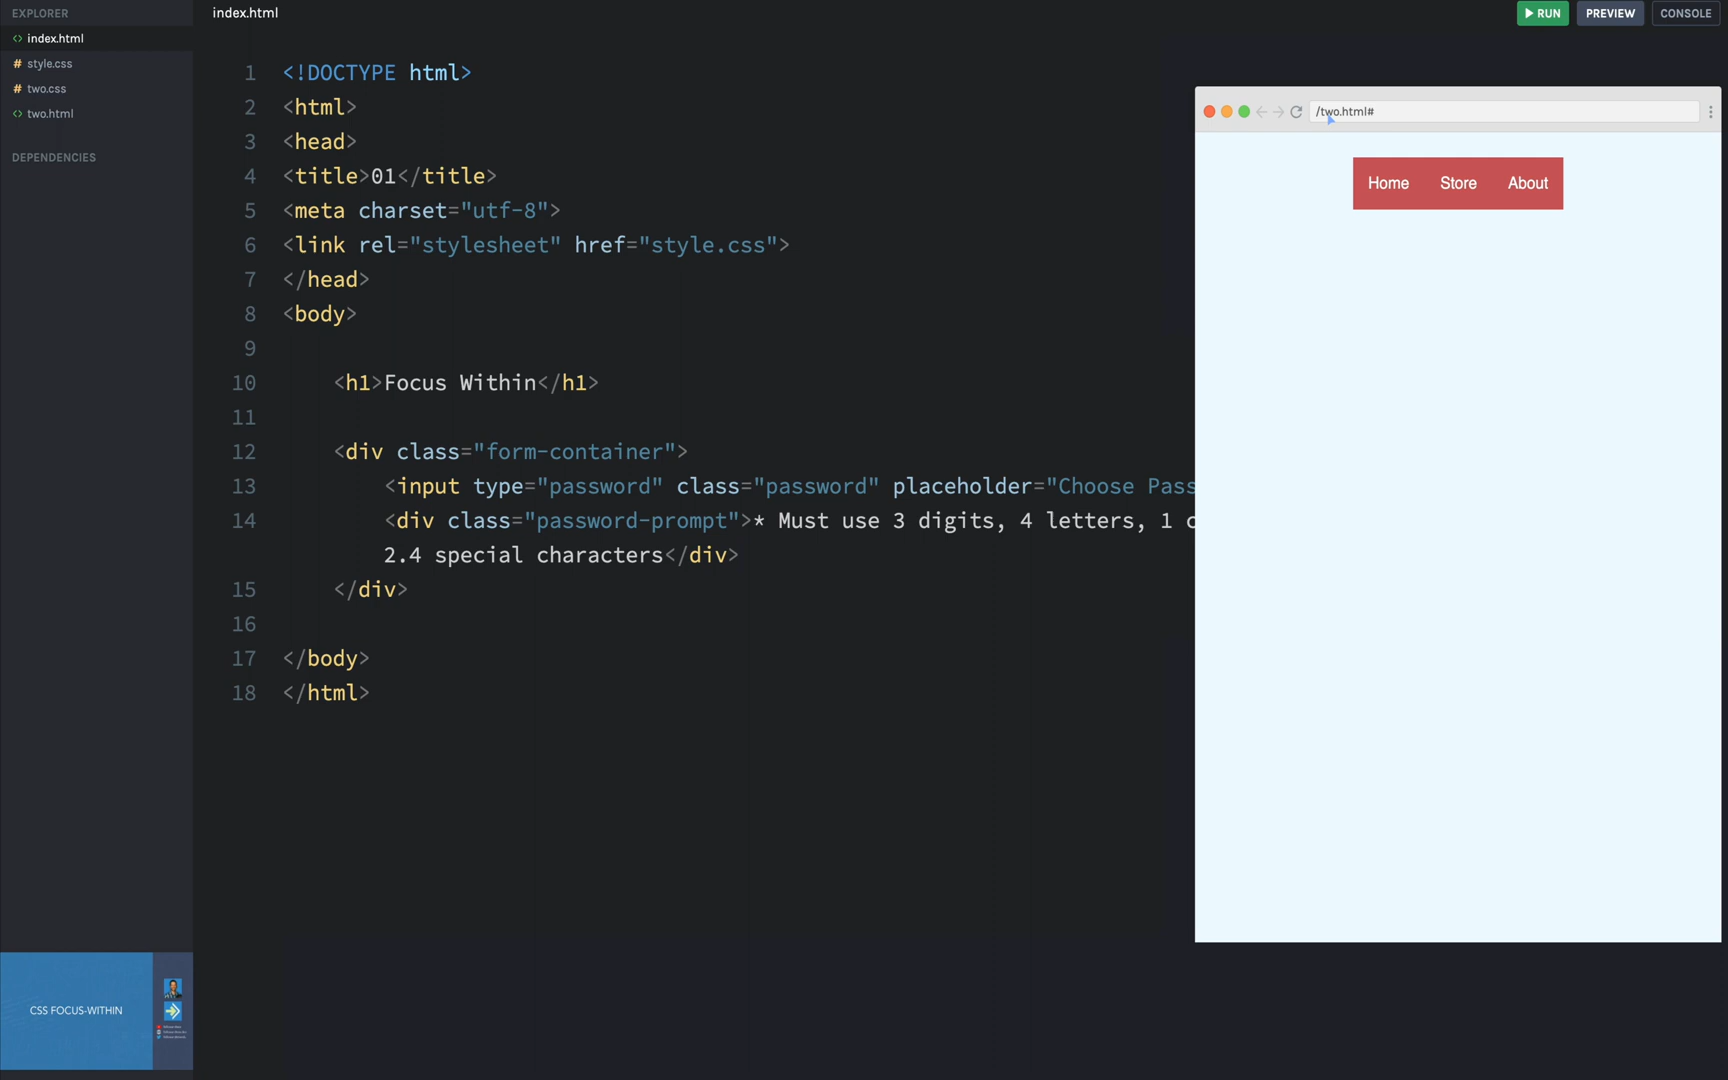 EXPLORER
index.html
style.css
two.css
two.html
DEPENDENCIES
index.html
RUN
PREVIEW
CONSOLE
1 <!DOCTYPE html>
2 <html>
3 <head>
4 <title>01</title>
5 <meta charset="utf-8">
6 <link rel="stylesheet" href="style.css">
7 </head>
8 <body>
9
10 <h1>Focus Within</h1>
11
12 <div class="form-container">
13 <input type="password" class="password" placeholder="Choose Pass
14 <div class="password-prompt">* Must use 3 digits, 4 letters, 1 c
2.4 special characters</div>
15 </div>
16
17 </body>
18 </html>
/two.html#
Home Store About
CSS FOCUS-WITHIN